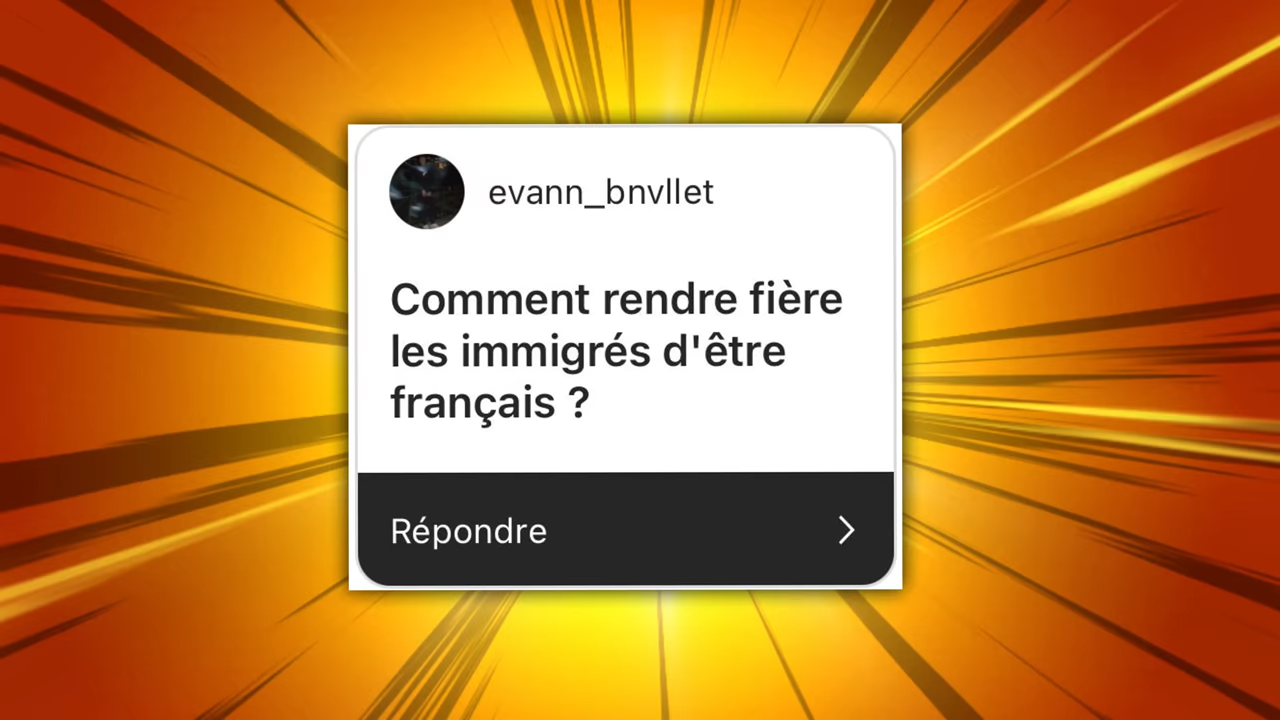 evann_bnvllet
Comment rendre fière
les immigrés d'être
français ?
Répondre